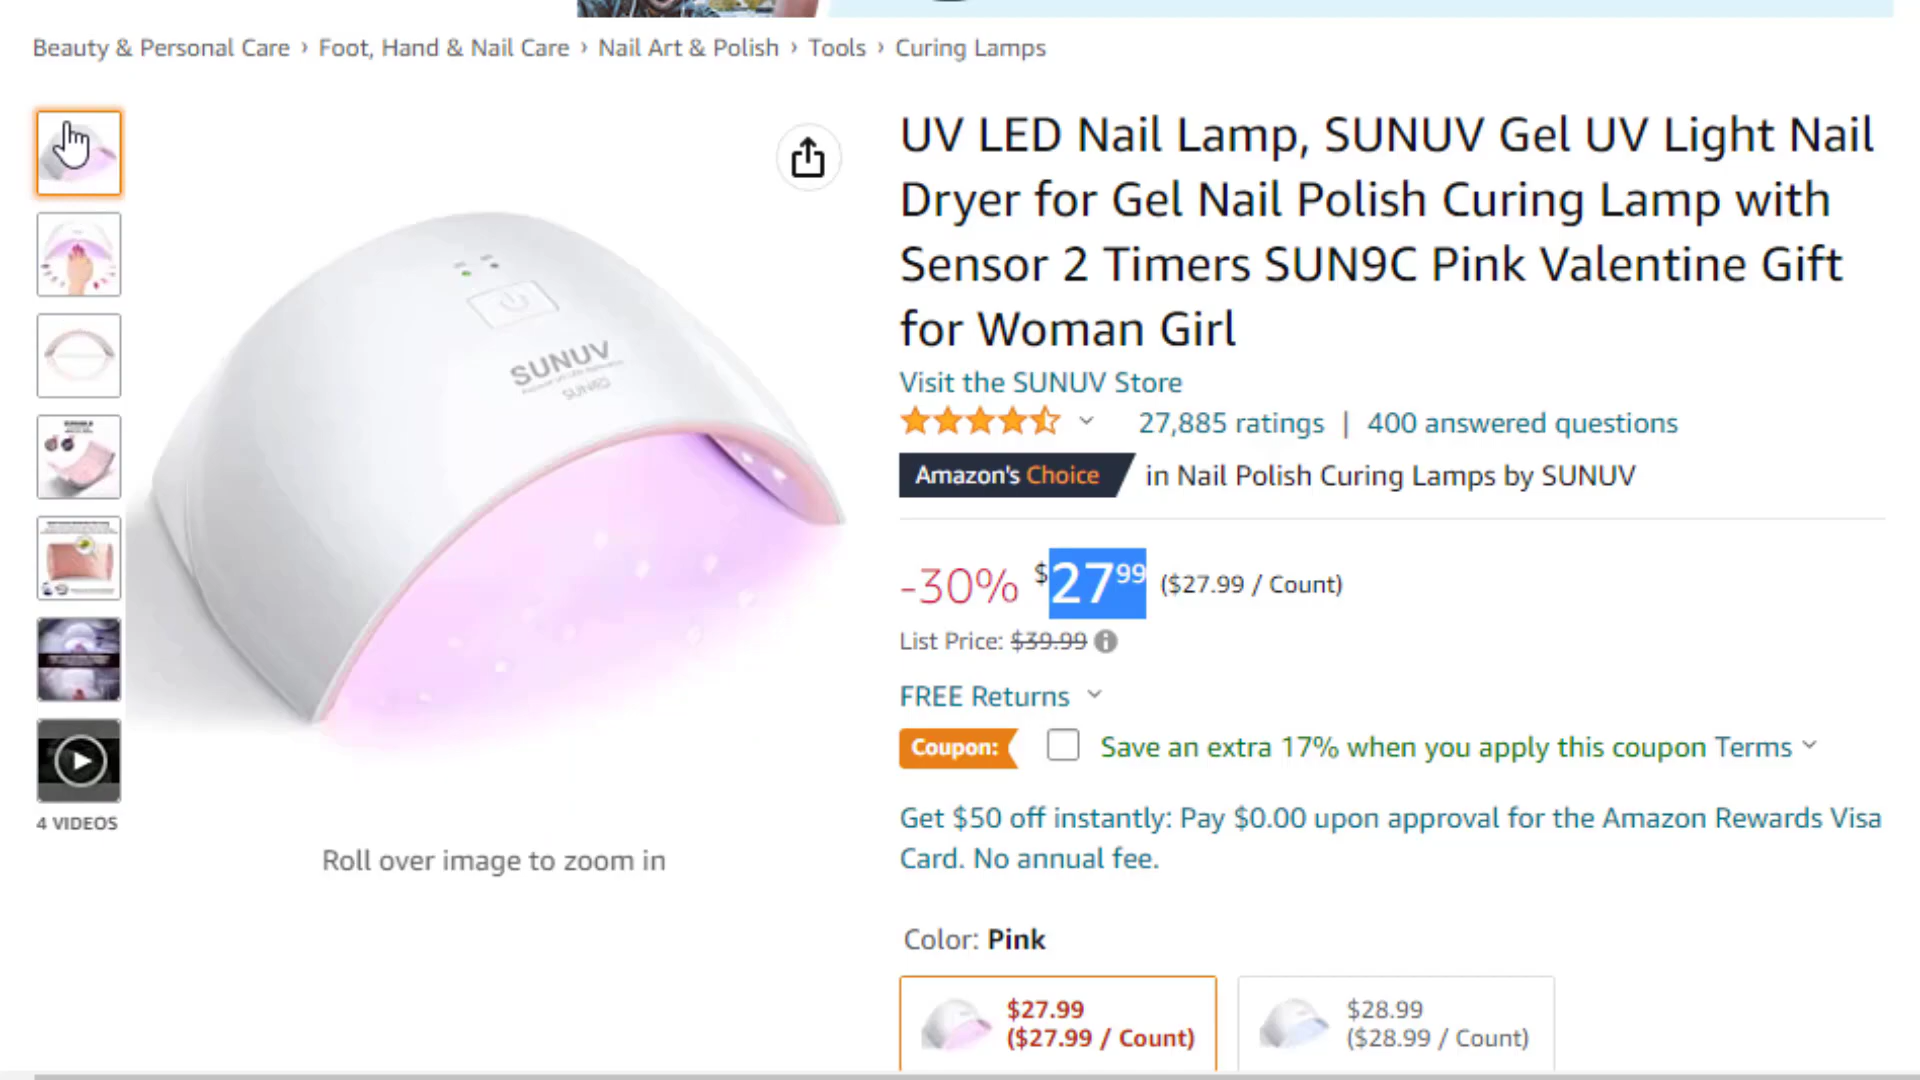 Beauty & Personal Care › Foot, Hand & Nail Care › Nail Art & Polish › Tools › Curing Lamps
UV LED Nail Lamp, SUNUV Gel UV Light Nail
Dryer for Gel Nail Polish Curing Lamp with
Sensor 2 Timers SUN9C Pink Valentine Gift
for Woman Girl
Visit the SUNUV Store
27,885 ratings | 400 answered questions
Amazon's Choice in Nail Polish Curing Lamps by SUNUV
-30% $27.99 ($27.99 / Count)
List Price: $39.99
FREE Returns
Coupon: Save an extra 17% when you apply this coupon Terms
Get $50 off instantly: Pay $0.00 upon approval for the Amazon Rewards Visa
Card. No annual fee.
Color: Pink
$27.99
($27.99 / Count)
$28.99
($28.99 / Count)
SUNUV
4 VIDEOS
Roll over image to zoom in